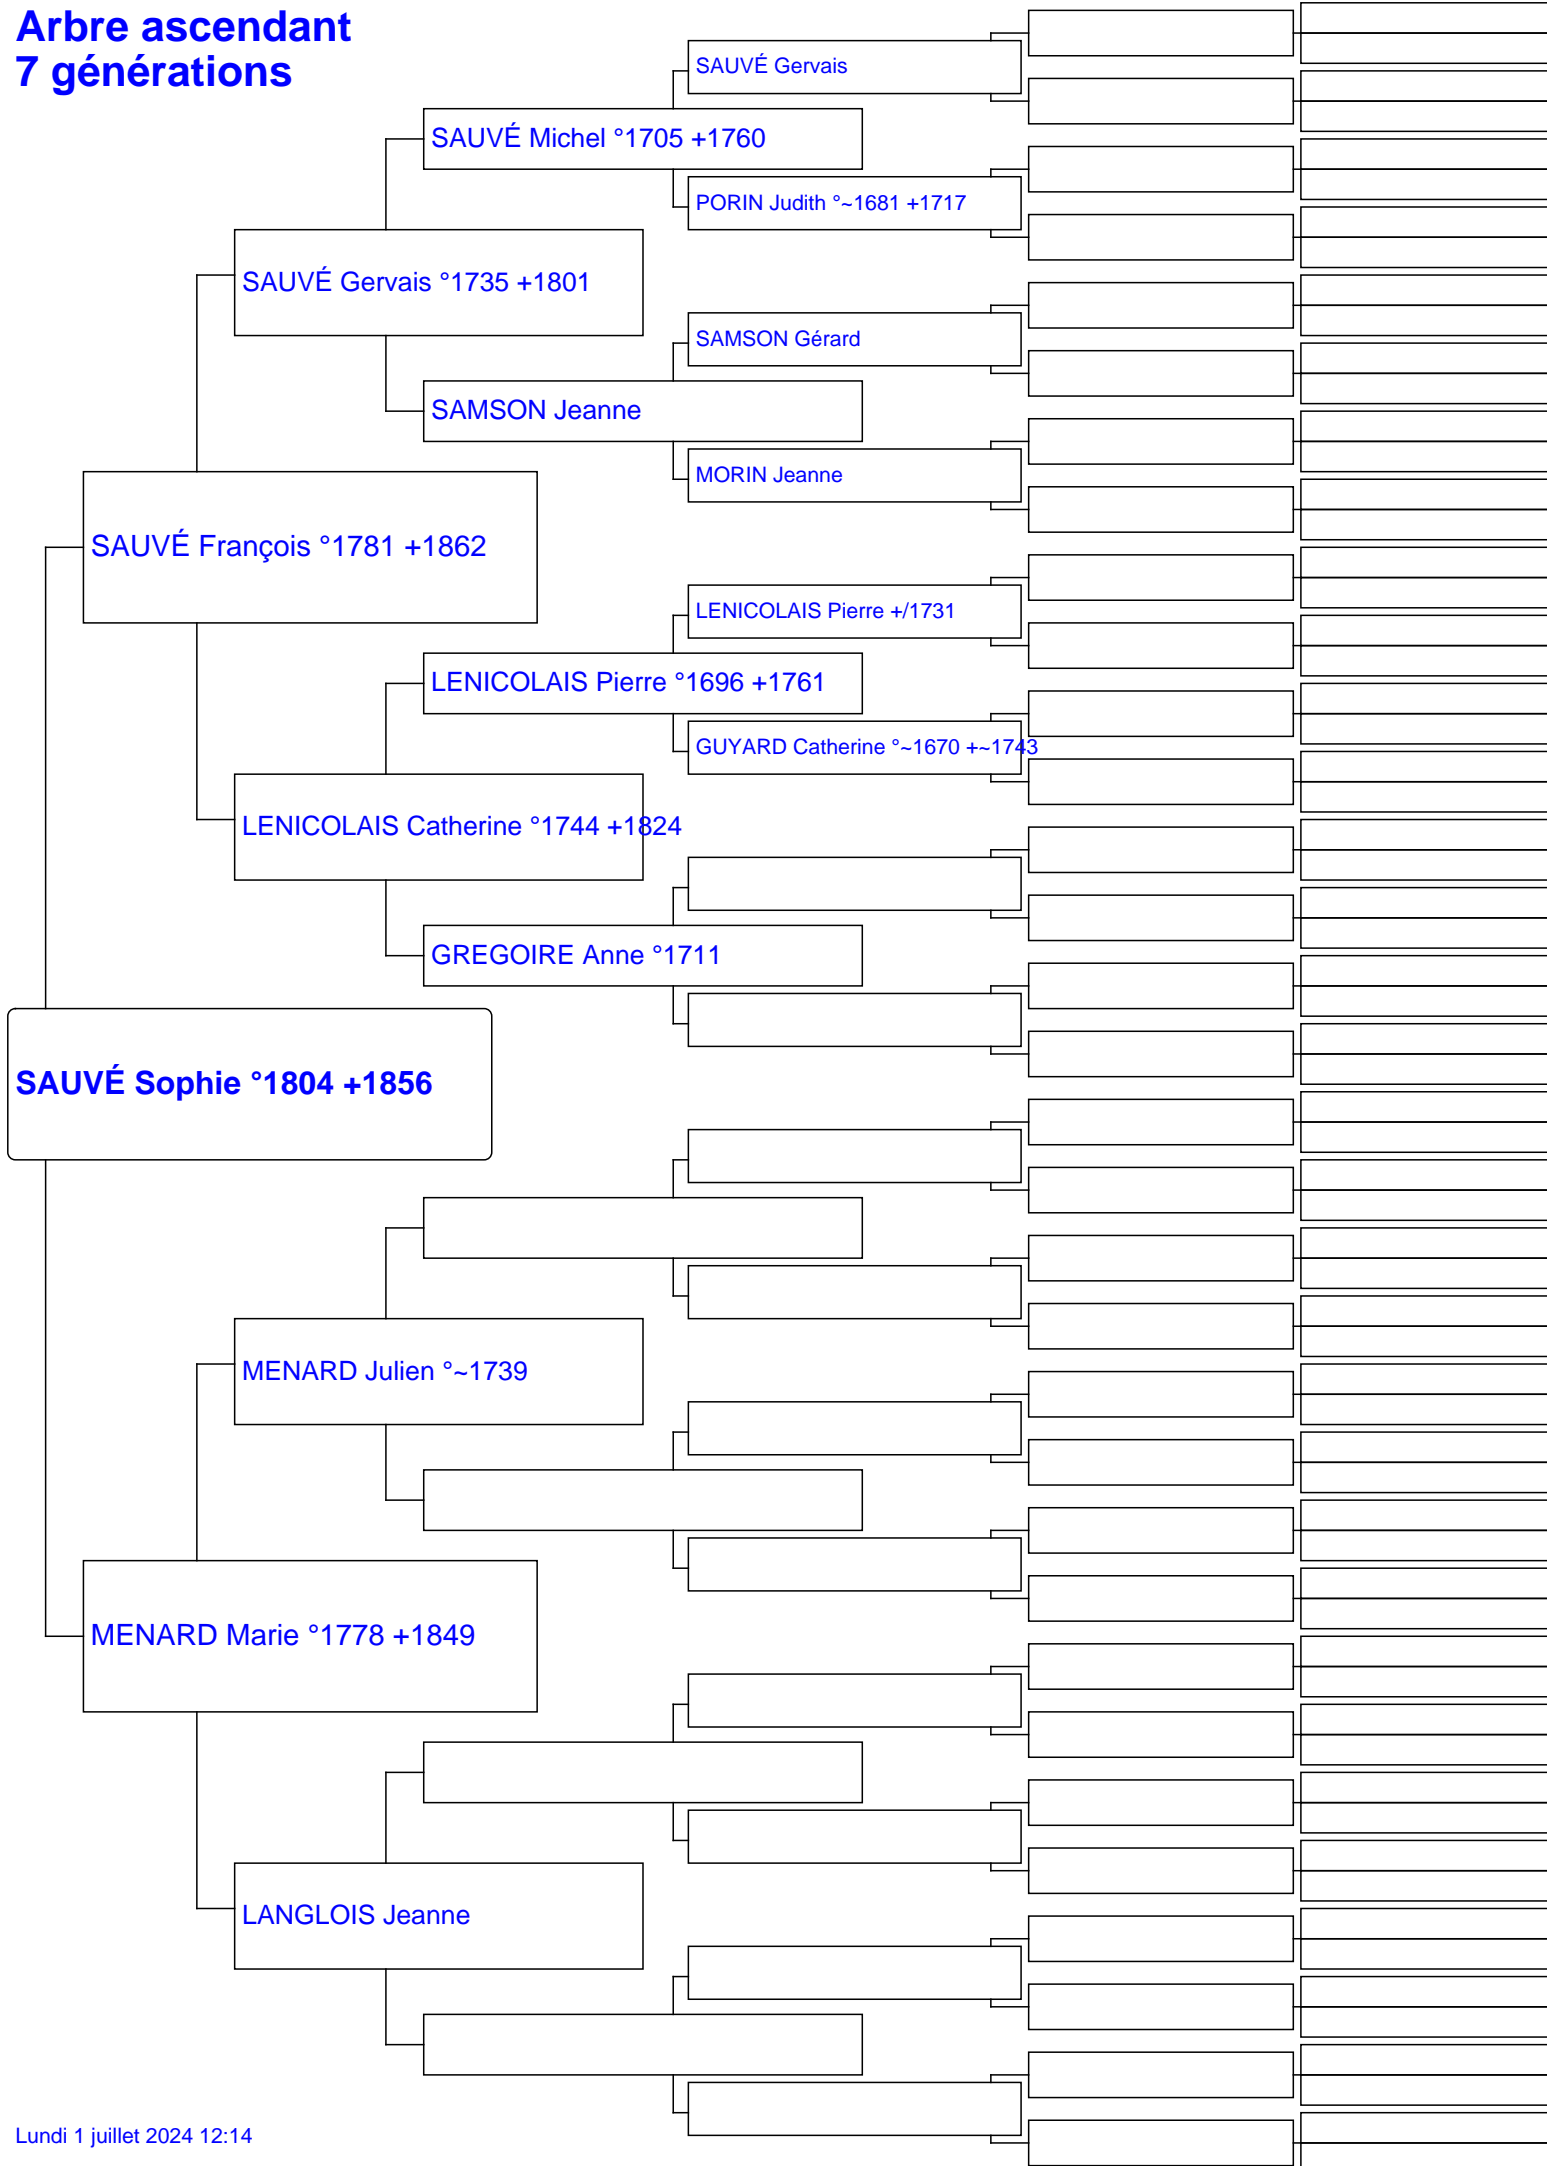 Arbre ascendant
7 générations
SAUVÉ Gervais
SAUVÉ Michel °1705 +1760
PORIN Judith °~1681 +1717
SAUVÉ Gervais °1735 +1801
SAMSON Gérard
SAMSON Jeanne
MORIN Jeanne
SAUVÉ François °1781 +1862
LENICOLAIS Pierre +/1731
LENICOLAIS Pierre °1696 +1761
GUYARD Catherine °~1670 +~1743
LENICOLAIS Catherine °1744 +1824
GREGOIRE Anne °1711
SAUVÉ Sophie °1804 +1856
MENARD Julien °~1739
MENARD Marie °1778 +1849
LANGLOIS Jeanne
Lundi 1 juillet 2024 12:14